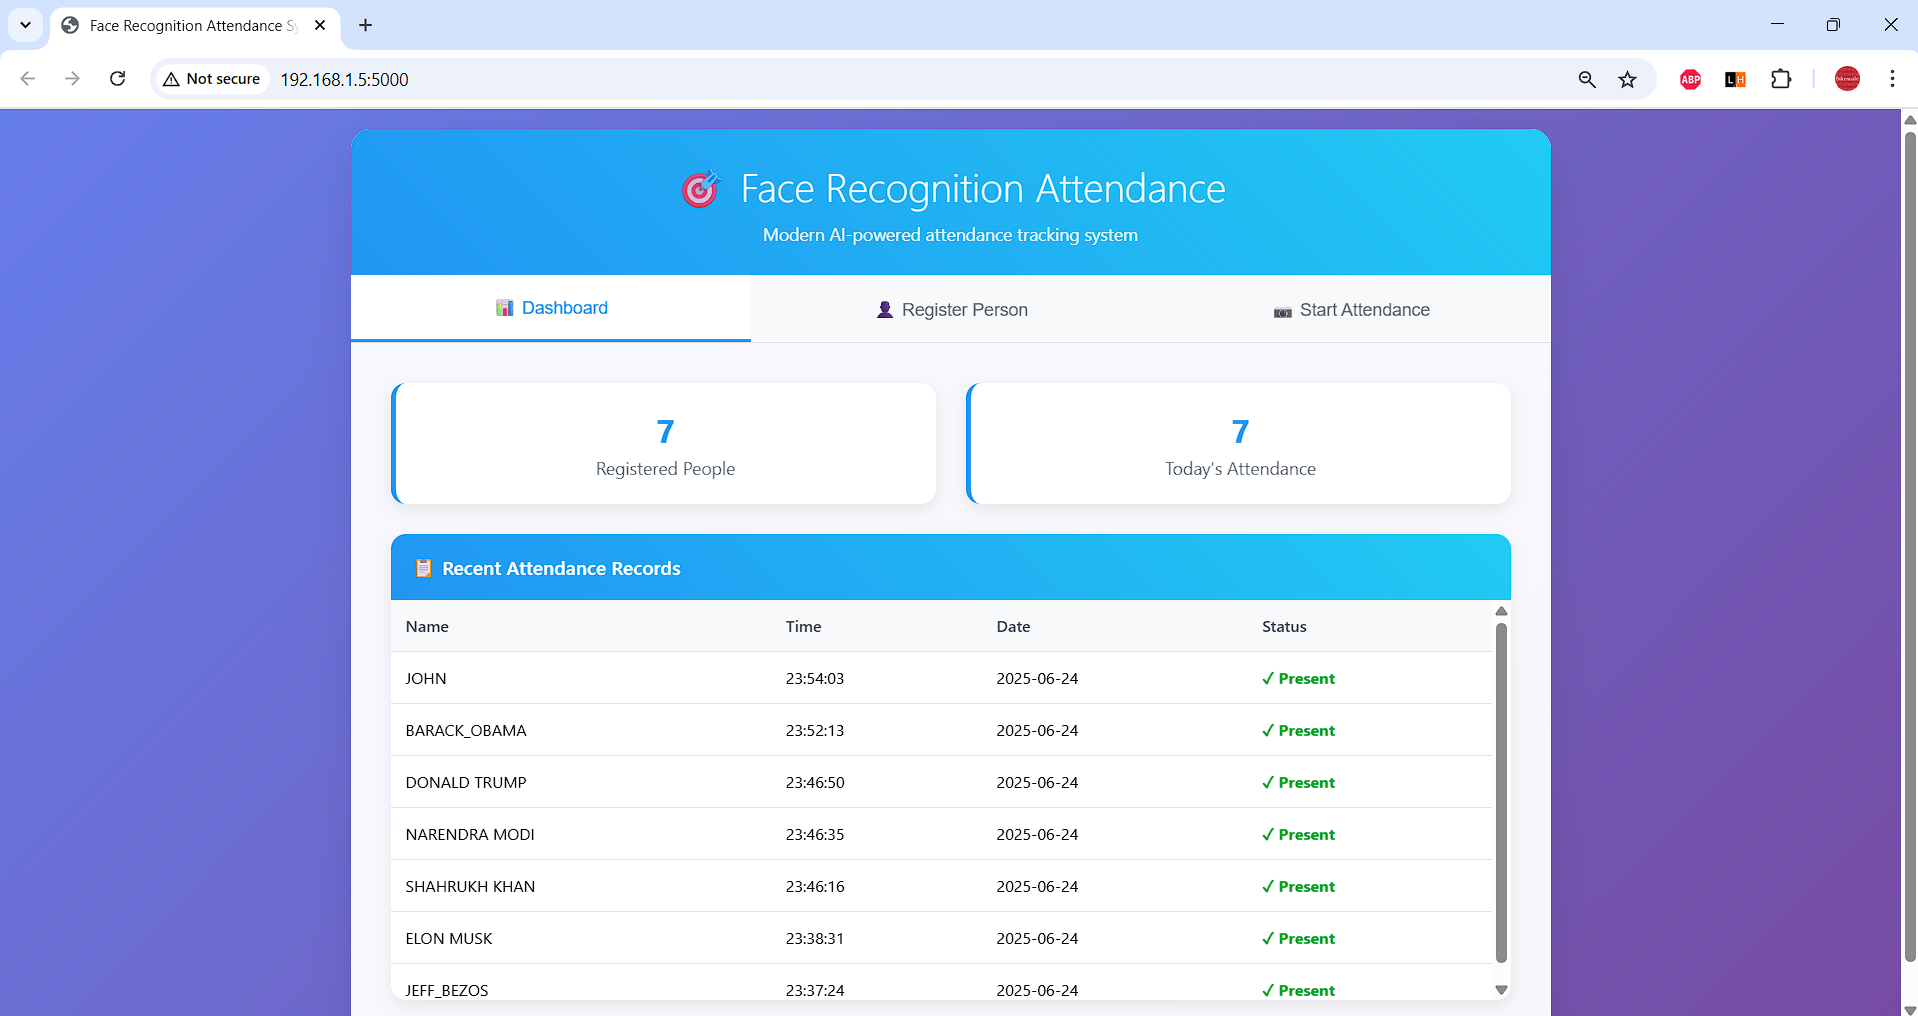 Face Recognition Attendance Sy
Not secure 192.168.1.5:5000
ABP
LH
Face Recognition Attendance
Modern AI-powered attendance tracking system
Dashboard Register Person Start Attendance
7 7
Registered People Today's Attendance
Recent Attendance Records
Name Time Date Status
JOHN 23:54:03 2025-06-24 ✓ Present
BARACK_OBAMA 23:52:13 2025-06-24 ✓ Present
DONALD TRUMP 23:46:50 2025-06-24 ✓ Present
NARENDRA MODI 23:46:35 2025-06-24 ✓ Present
SHAHRUKH KHAN 23:46:16 2025-06-24 ✓ Present
ELON MUSK 23:38:31 2025-06-24 ✓ Present
JEFF_BEZOS 23:37:24 2025-06-24 ✓ Present